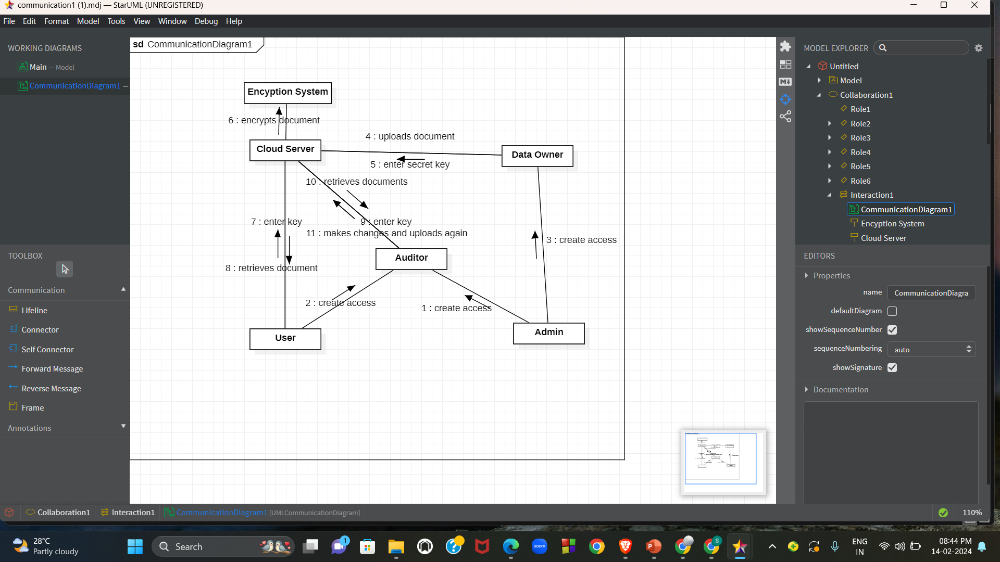 communication1 (1).mdj — StarUML (UNREGISTERED)
File Edit Format Model Tools View Window Debug Help
WORKING DIAGRAMS
Main — Model
CommunicationDiagram1 —
TOOLBOX
Communication
Lifeline
Connector
Self Connector
Forward Message
Reverse Message
Frame
Annotations
sd CommunicationDiagram1
Encyption System
6 : encrypts document
Cloud Server
4 : uploads document
Data Owner
5 : enter secret key
10 : retrieves documents
7 : enter key
9 : enter key
11 : makes changes and uploads again
3 : create access
Auditor
8 : retrieves document
2 : create access
1 : create access
User
Admin
MODEL EXPLORER
Untitled
Model
Collaboration1
Role1
Role2
Role3
Role4
Role5
Role6
Interaction1
CommunicationDiagram1
Encyption System
Cloud Server
EDITORS
Properties
name CommunicationDiagra
defaultDiagram
showSequenceNumber
sequenceNumbering auto
showSignature
Documentation
Collaboration1 Interaction1 CommunicationDiagram1 [UMLCommunicationDiagram]
110%
28°C
Partly cloudy
Search
1
zoom
S
ENG
IN
08:44 PM
14-02-2024